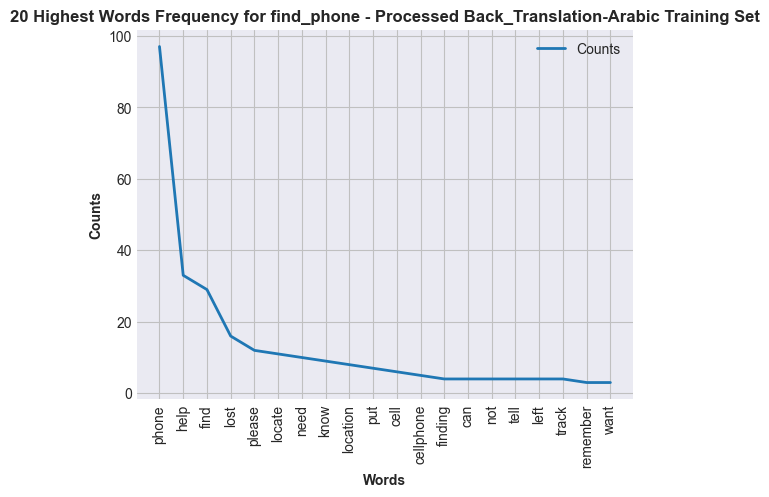 20 Highest Words Frequency for find_phone - Processed Back_Translation-Arabic Training Set
Counts
100
80
60
40
20
0
Counts
phone
help
find
lost
please
locate
need
know
location
put
cell
cellphone
finding
can
not
tell
left
track
remember
want
Words